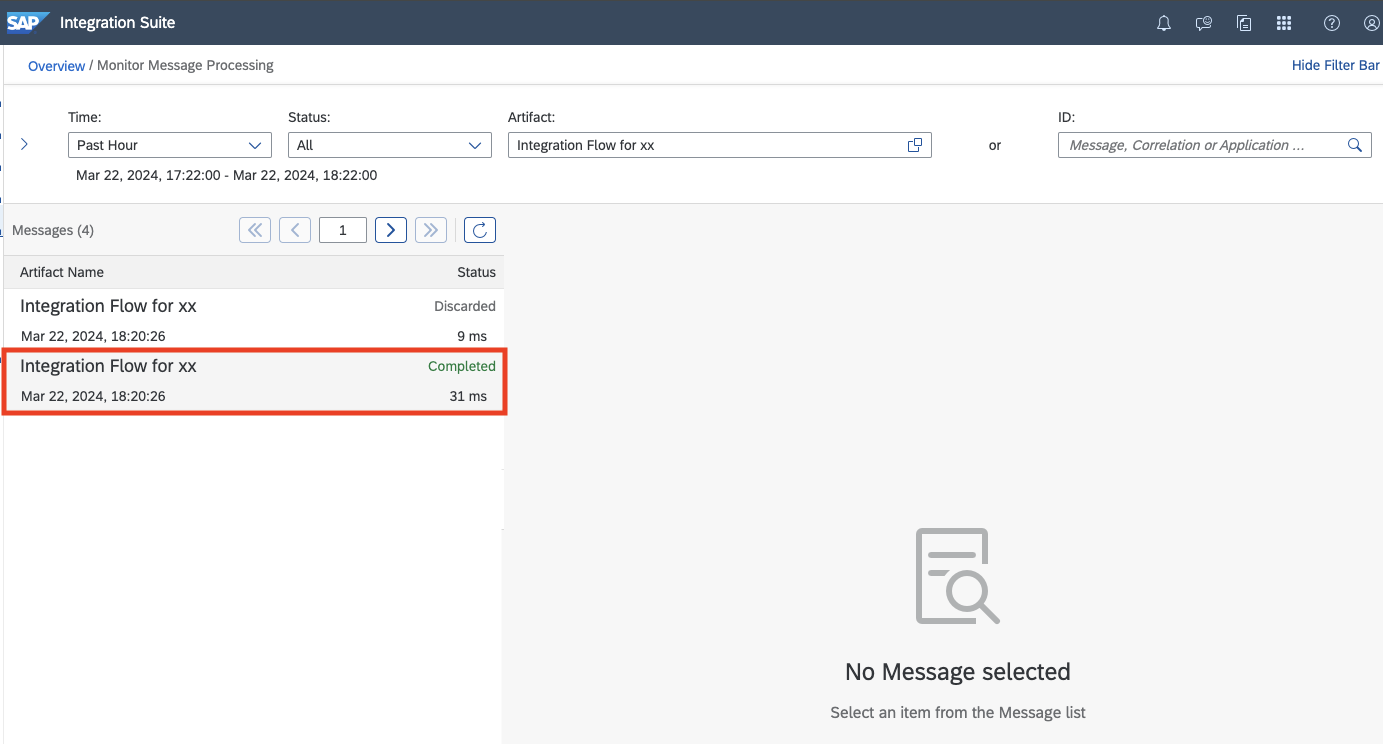 SAP Integration Suite
Overview / Monitor Message Processing
Hide Filter Bar
Time:
Status:
Artifact:
ID:
Past Hour
All
Integration Flow for xx
or
Message, Correlation or Application ...
Mar 22, 2024, 17:22:00 - Mar 22, 2024, 18:22:00
Messages (4)
1
Artifact Name
Status
Integration Flow for xx
Discarded
Mar 22, 2024, 18:20:26
9 ms
Integration Flow for xx
Completed
Mar 22, 2024, 18:20:26
31 ms
No Message selected
Select an item from the Message list